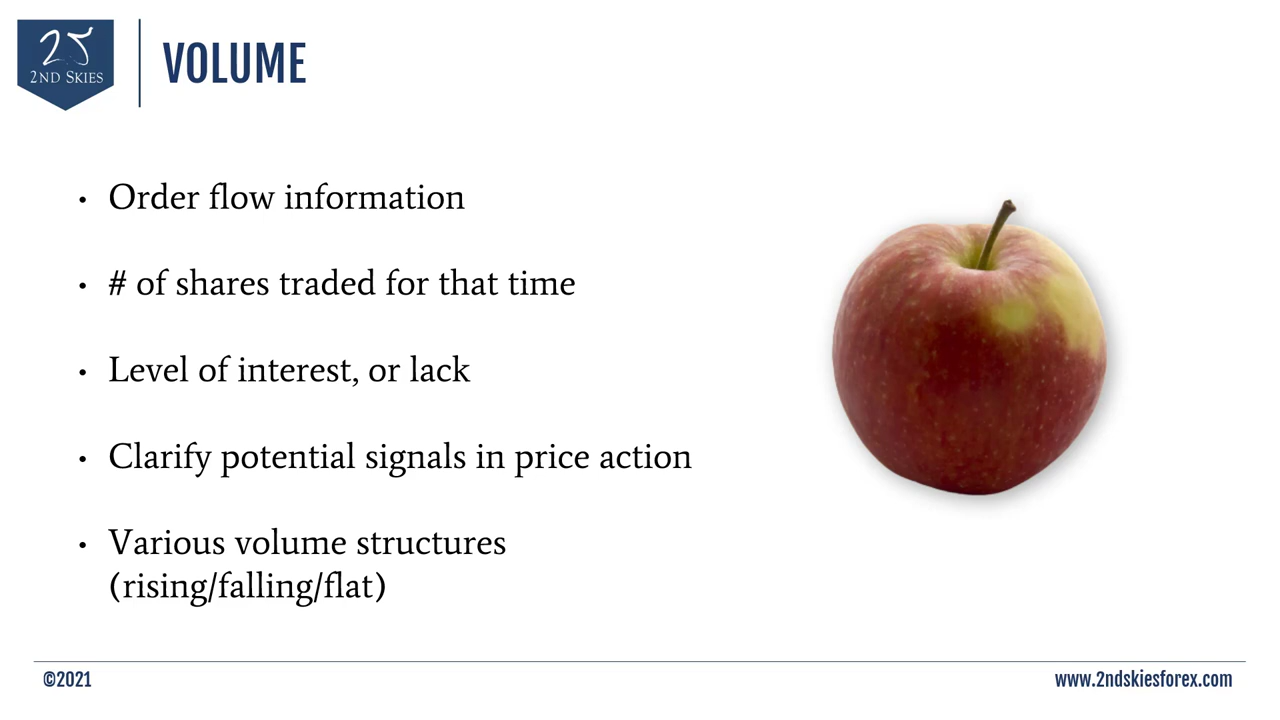 2S
2ND SKIES
VOLUME
• Order flow information
• # of shares traded for that time
• Level of interest, or lack
• Clarify potential signals in price action
• Various volume structures
(rising/falling/flat)
©2021
www.2ndskiesforex.com